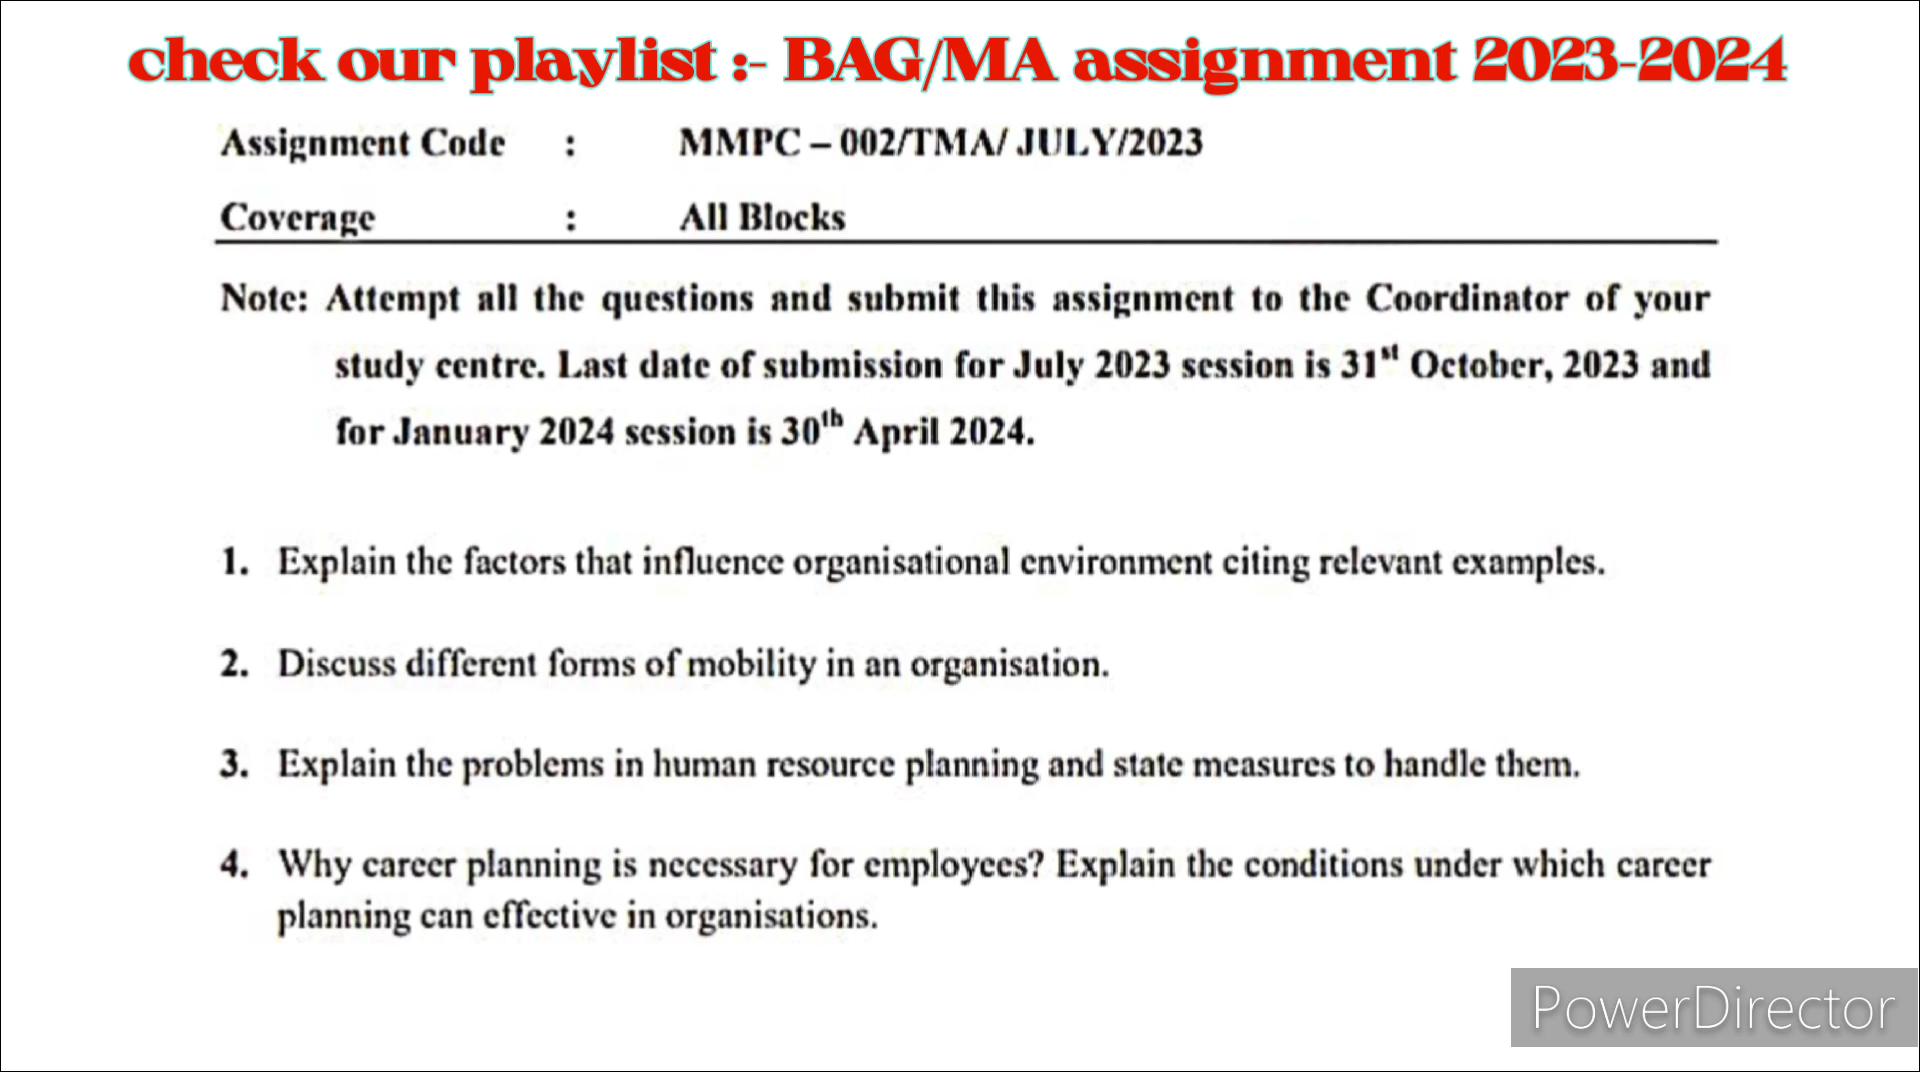 check our playlist :- BAG/MA assignment 2023-2024
Assignment Code : MMPC – 002/TMA/ JULY/2023
Coverage : All Blocks
Note: Attempt all the questions and submit this assignment to the Coordinator of your
study centre. Last date of submission for July 2023 session is 31st October, 2023 and
for January 2024 session is 30th April 2024.
1. Explain the factors that influence organisational environment citing relevant examples.
2. Discuss different forms of mobility in an organisation.
3. Explain the problems in human resource planning and state measures to handle them.
4. Why career planning is necessary for employees? Explain the conditions under which career
planning can effective in organisations.
PowerDirector